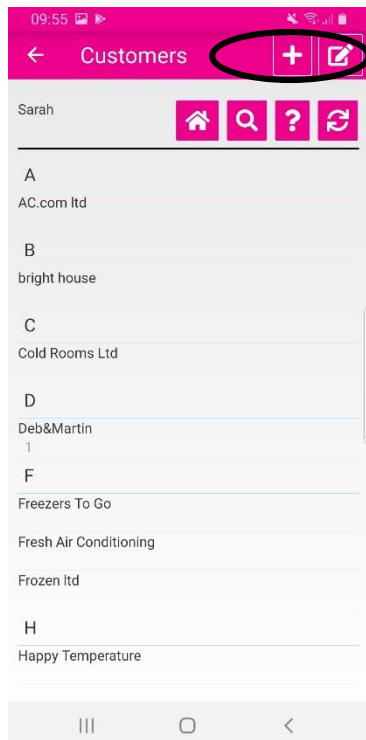 09:55
Customers
Sarah
?
A
AC.com ltd
B
bright house
C
Cold Rooms Ltd
D
Deb&Martin
1
F
Freezers To Go
Fresh Air Conditioning
Frozen ltd
H
Happy Temperature